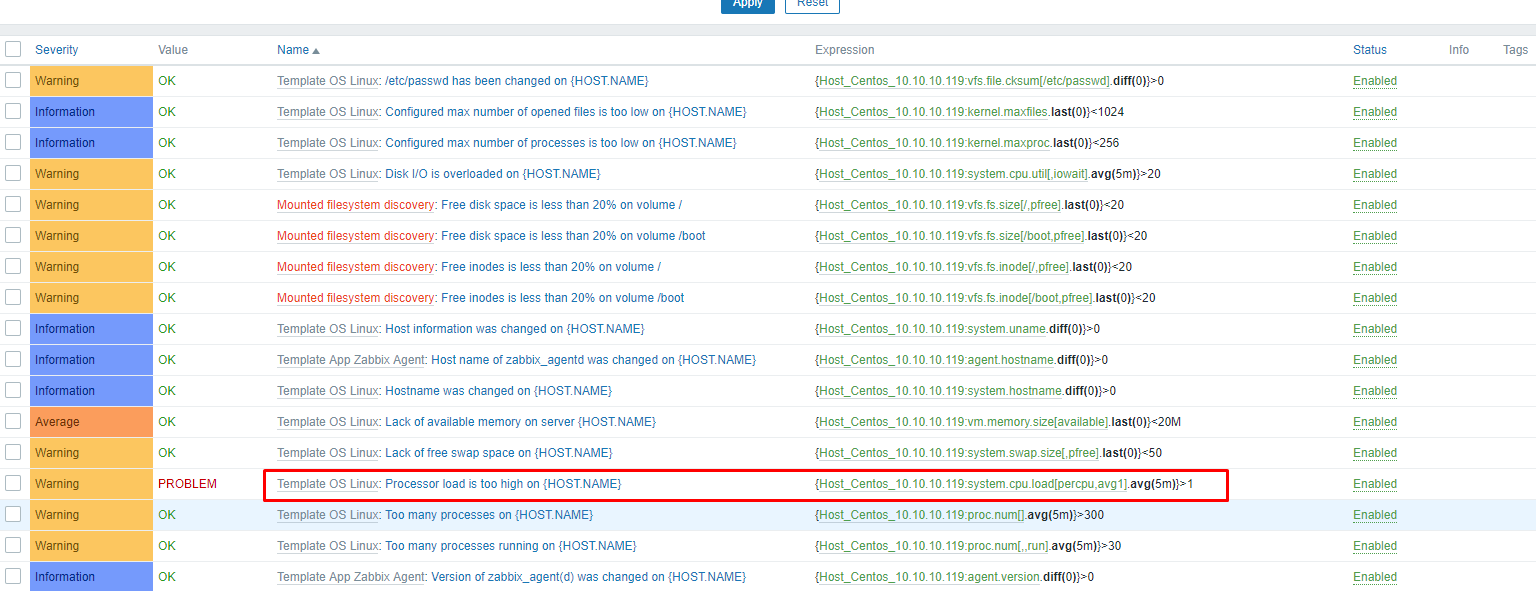 Apply Reset
Severity Value Name ▲ Expression Status Info Tags
Warning OK Template OS Linux: /etc/passwd has been changed on {HOST.NAME} {Host_Centos_10.10.10.119:vfs.file.cksum[/etc/passwd].diff(0)}>0 Enabled
Information OK Template OS Linux: Configured max number of opened files is too low on {HOST.NAME} {Host_Centos_10.10.10.119:kernel.maxfiles.last(0)}<1024 Enabled
Information OK Template OS Linux: Configured max number of processes is too low on {HOST.NAME} {Host_Centos_10.10.10.119:kernel.maxproc.last(0)}<256 Enabled
Warning OK Template OS Linux: Disk I/O is overloaded on {HOST.NAME} {Host_Centos_10.10.10.119:system.cpu.util[,iowait].avg(5m)}>20 Enabled
Warning OK Mounted filesystem discovery: Free disk space is less than 20% on volume / {Host_Centos_10.10.10.119:vfs.fs.size[/,pfree].last(0)}<20 Enabled
Warning OK Mounted filesystem discovery: Free disk space is less than 20% on volume /boot {Host_Centos_10.10.10.119:vfs.fs.size[/boot,pfree].last(0)}<20 Enabled
Warning OK Mounted filesystem discovery: Free inodes is less than 20% on volume / {Host_Centos_10.10.10.119:vfs.fs.inode[/,pfree].last(0)}<20 Enabled
Warning OK Mounted filesystem discovery: Free inodes is less than 20% on volume /boot {Host_Centos_10.10.10.119:vfs.fs.inode[/boot,pfree].last(0)}<20 Enabled
Information OK Template OS Linux: Host information was changed on {HOST.NAME} {Host_Centos_10.10.10.119:system.uname.diff(0)}>0 Enabled
Information OK Template App Zabbix Agent: Host name of zabbix_agentd was changed on {HOST.NAME} {Host_Centos_10.10.10.119:agent.hostname.diff(0)}>0 Enabled
Information OK Template OS Linux: Hostname was changed on {HOST.NAME} {Host_Centos_10.10.10.119:system.hostname.diff(0)}>0 Enabled
Average OK Template OS Linux: Lack of available memory on server {HOST.NAME} {Host_Centos_10.10.10.119:vm.memory.size[available].last(0)}<20M Enabled
Warning OK Template OS Linux: Lack of free swap space on {HOST.NAME} {Host_Centos_10.10.10.119:system.swap.size[,pfree].last(0)}<50 Enabled
Warning PROBLEM Template OS Linux: Processor load is too high on {HOST.NAME} {Host_Centos_10.10.10.119:system.cpu.load[percpu,avg1].avg(5m)}>1 Enabled
Warning OK Template OS Linux: Too many processes on {HOST.NAME} {Host_Centos_10.10.10.119:proc.num[].avg(5m)}>300 Enabled
Warning OK Template OS Linux: Too many processes running on {HOST.NAME} {Host_Centos_10.10.10.119:proc.num[,,run].avg(5m)}>30 Enabled
Information OK Template App Zabbix Agent: Version of zabbix_agent(d) was changed on {HOST.NAME} {Host_Centos_10.10.10.119:agent.version.diff(0)}>0 Enabled